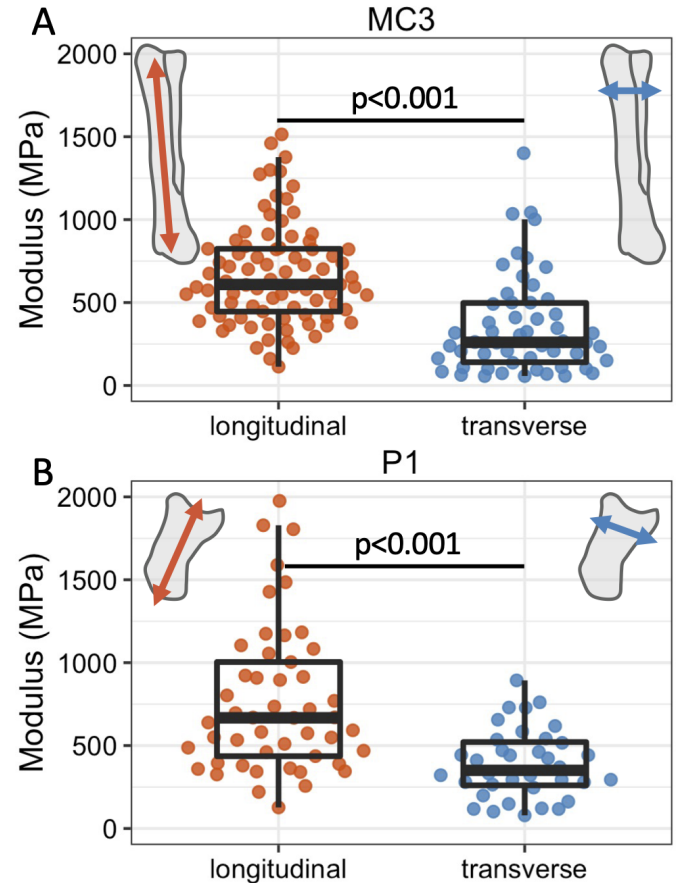 A
MC3
2000
1500
1000
500
0
Modulus (MPa)
p<0.001
longitudinal
transverse
B
P1
2000
1500
1000
500
0
Modulus (MPa)
p<0.001
longitudinal
transverse